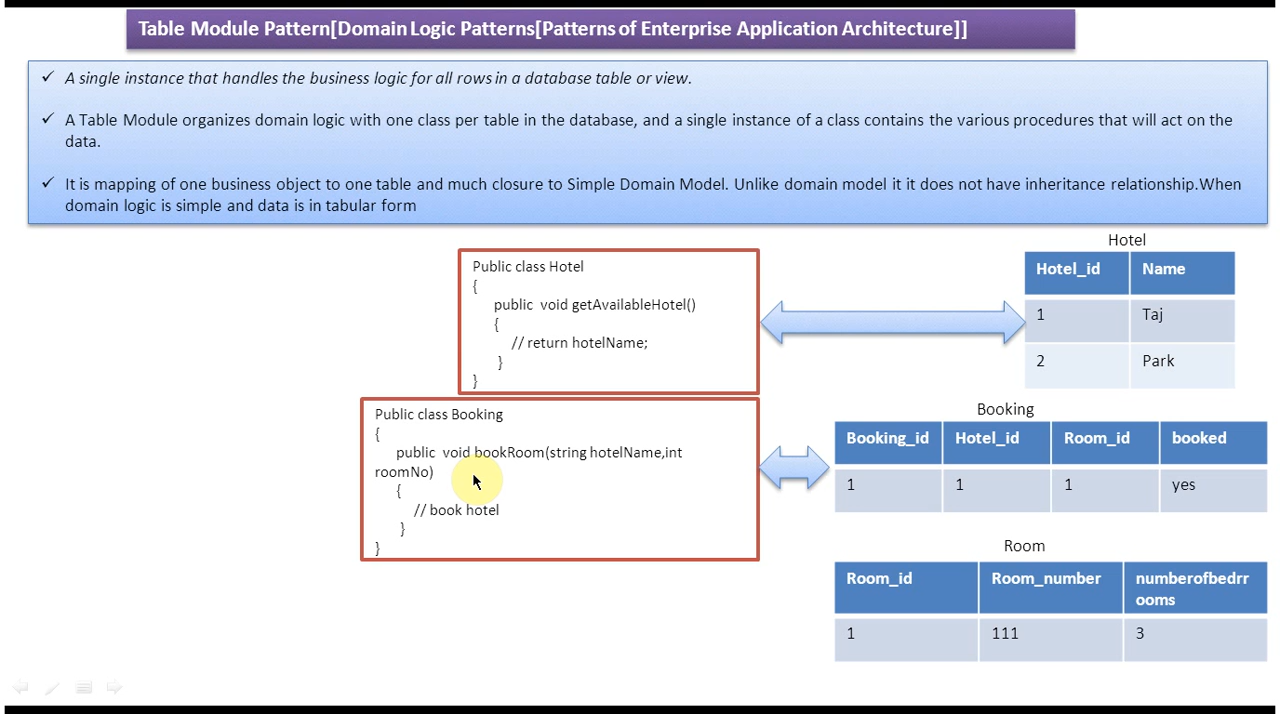 Table Module Pattern[Domain Logic Patterns[Patterns of Enterprise Application Architecture]]
✓ A single instance that handles the business logic for all rows in a database table or view.
✓ A Table Module organizes domain logic with one class per table in the database, and a single instance of a class contains the various procedures that will act on the
data.
✓ It is mapping of one business object to one table and much closure to Simple Domain Model. Unlike domain model it it does not have inheritance relationship.When
domain logic is simple and data is in tabular form
Public class Hotel
{
public void getAvailableHotel()
{
// return hotelName;
}
}
Hotel
Hotel_id Name
1 Taj
2 Park
Public class Booking
{
public void bookRoom(string hotelName,int
roomNo)
{
// book hotel
}
}
Booking
Booking_id Hotel_id Room_id booked
1 1 1 yes
Room
Room_id Room_number numberofbedrr
ooms
1 111 3